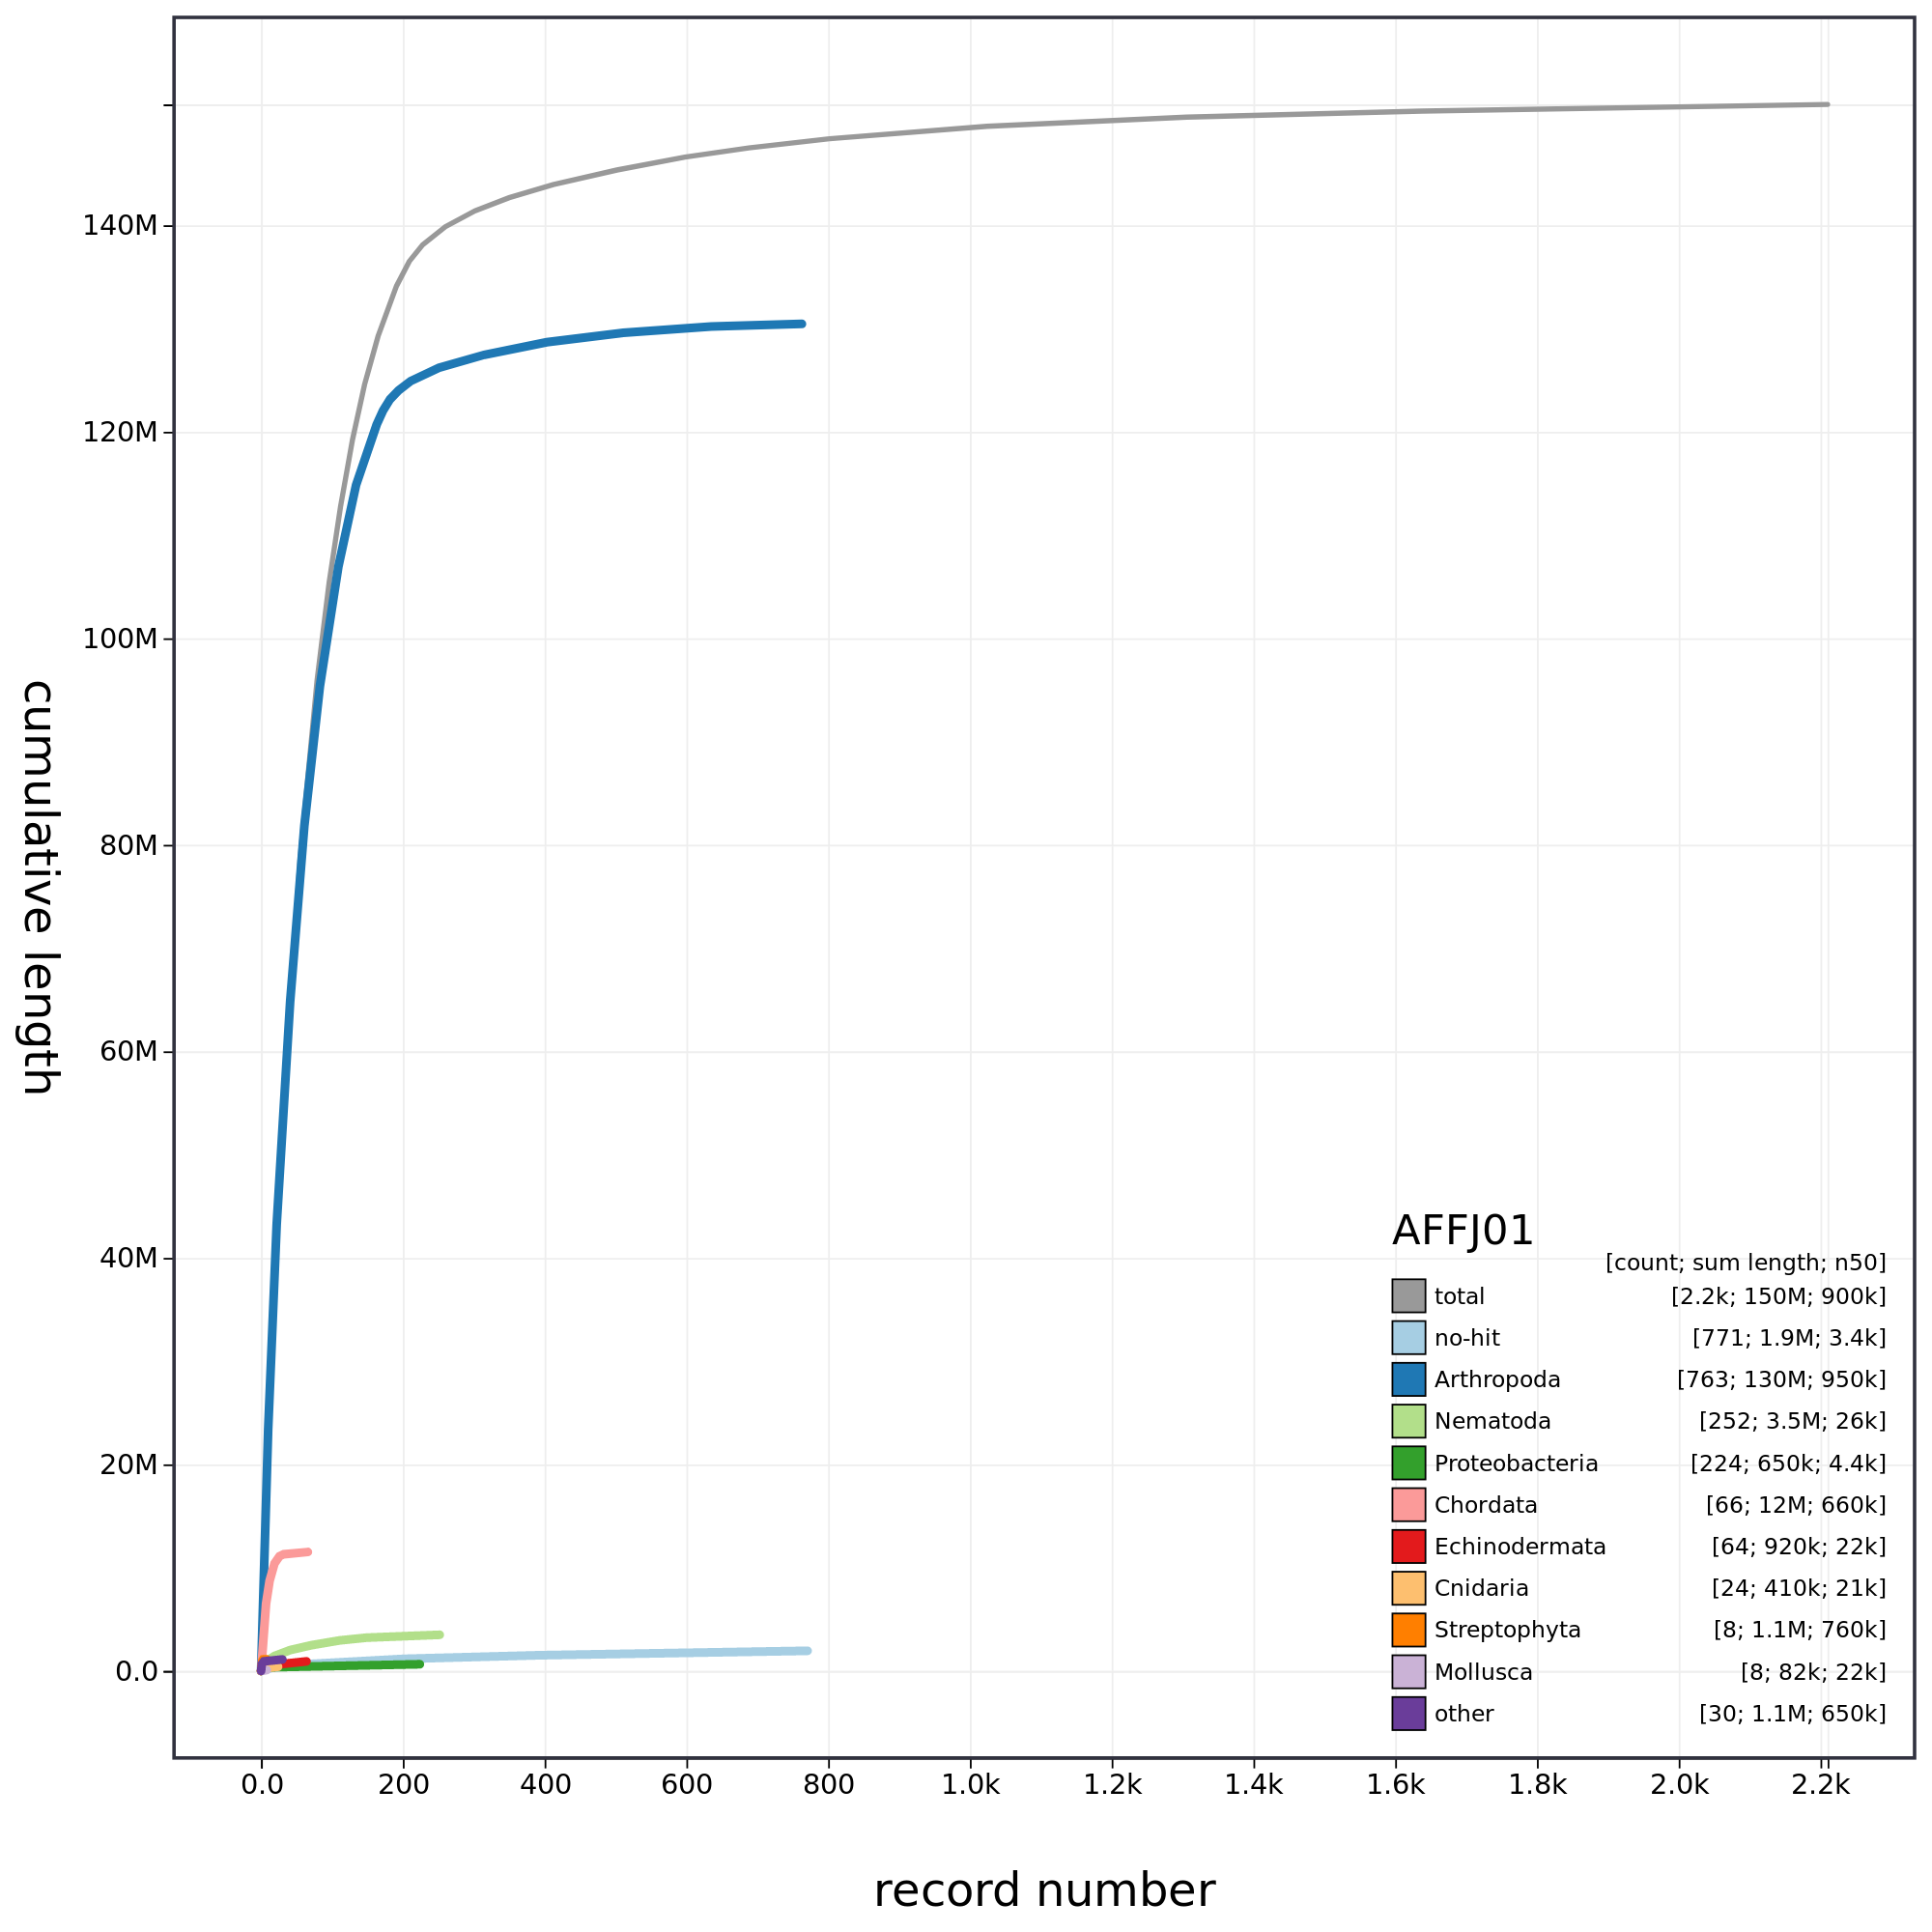 cumulative length
140M
120M
100M
80M
60M
40M
20M
0.0
0.0 200 400 600 800 1.0k 1.2k 1.4k 1.6k 1.8k 2.0k 2.2k
record number
AFFJ01
[count; sum length; n50]
total [2.2k; 150M; 900k]
no-hit [771; 1.9M; 3.4k]
Arthropoda [763; 130M; 950k]
Nematoda [252; 3.5M; 26k]
Proteobacteria [224; 650k; 4.4k]
Chordata [66; 12M; 660k]
Echinodermata [64; 920k; 22k]
Cnidaria [24; 410k; 21k]
Streptophyta [8; 1.1M; 760k]
Mollusca [8; 82k; 22k]
other [30; 1.1M; 650k]